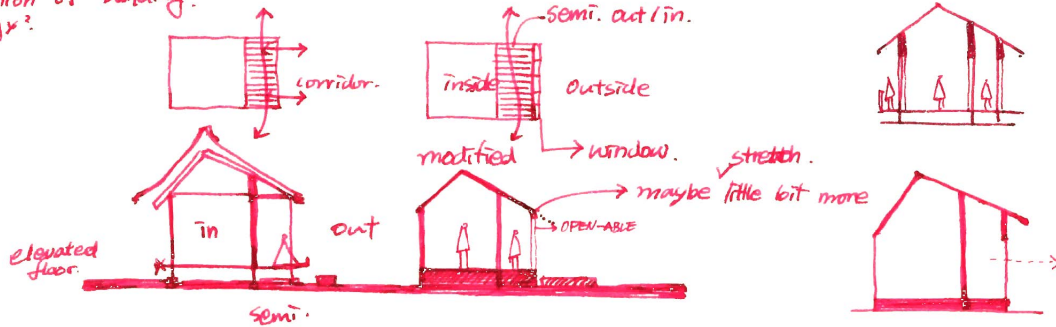 semi. out/in.
corridor.
inside
outside
modified
window.
stretch.
maybe little bit more
in
out
OPEN-ABLE
elevated
floor.
semi.